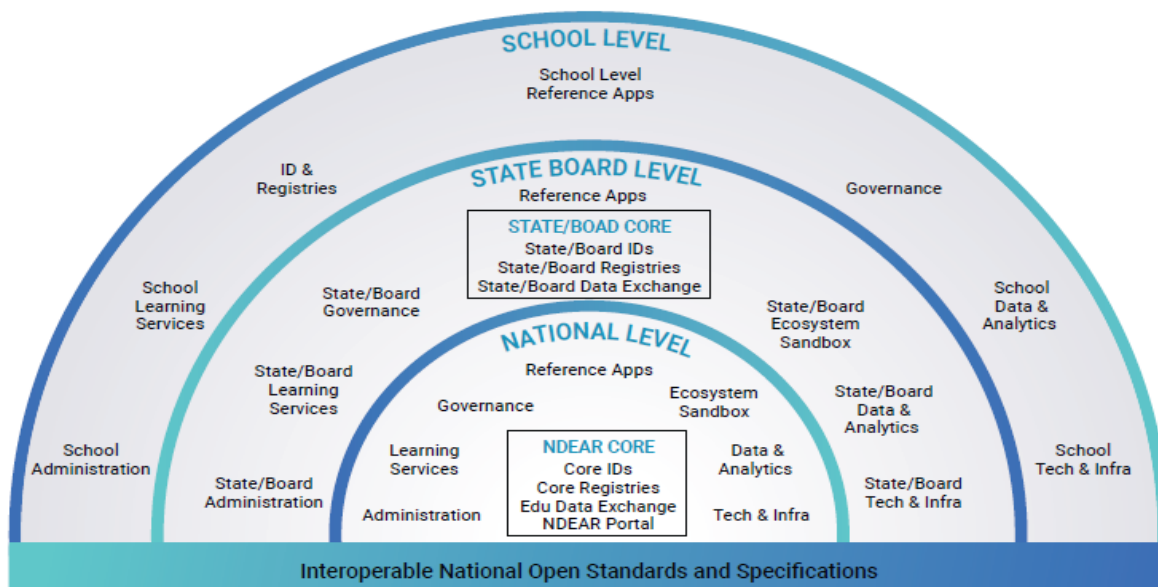 SCHOOL LEVEL
School Level
Reference Apps
ID &
Registries
Governance
School
Learning
Services
School
Data &
Analytics
School
Administration
School
Tech & Infra
STATE BOARD LEVEL
Reference Apps
STATE/BOAD CORE
State/Board IDs
State/Board Registries
State/Board Data Exchange
State/Board
Governance
State/Board
Ecosystem
Sandbox
State/Board
Learning
Services
State/Board
Data &
Analytics
State/Board
Administration
State/Board
Tech & Infra
NATIONAL LEVEL
Reference Apps
Governance
Ecosystem
Sandbox
Learning
Services
Data &
Analytics
Administration
Tech & Infra
NDEAR CORE
Core IDs
Core Registries
Edu Data Exchange
NDEAR Portal
Interoperable National Open Standards and Specifications